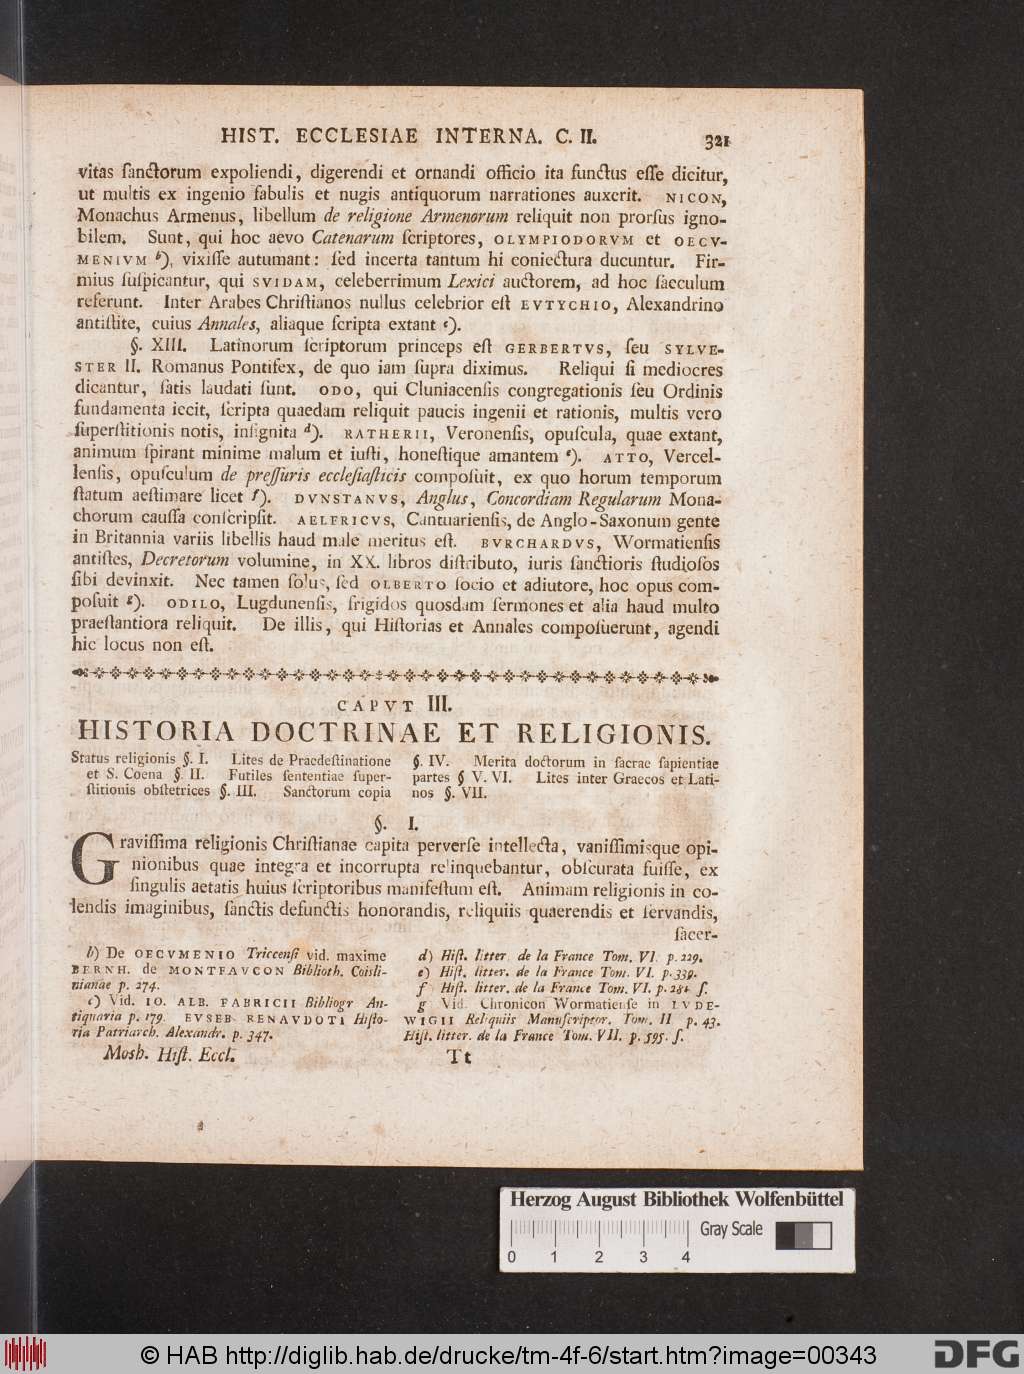 HIST. ECCLESIAE INTERNA. C. II. 321
vitas ſanctorum expoliendi, digerendi et ornandi officio ita functus eſſe dicitur,
ut multis ex ingenio fabulis et nugis antiquorum narrationes auxerit. NICON,
Monachus Armenus, libellum de religione Armenorum reliquit non prorſus igno-
bilem. Sunt, qui hoc aevo Catenarum ſcriptores, OLYMPIODORVM et OECV-
MENIVM b), vixiſſe autumant: ſed incerta tantum hi coniectura ducuntur. Fir-
mius ſuſpicantur, qui SVIDAM, celeberrimum Lexici auctorem, ad hoc ſaeculum
referunt. Inter Arabes Chriſtianos nullus celebrior eſt EVTYCHIO, Alexandrino
antiſtite, cuius Annales, aliaque ſcripta extant c).
§. XIII. Latinorum ſcriptorum princeps eſt GERBERTVS, ſeu SYLVE-
STER II. Romanus Pontifex, de quo iam ſupra diximus. Reliqui ſi mediocres
dicantur, ſatis laudati ſunt. ODO, qui Cluniacenſis congregationis ſeu Ordinis
fundamenta iecit, ſcripta quaedam reliquit paucis ingenii et rationis, multis vero
ſuperſtitionis notis, inſignita d). RATHERII, Veronenſis, opuſcula, quae extant,
animum ſpirant minime malum et iuſti, honeſtique amantem e). ATTO, Vercel-
lenſis, opuſculum de preſſuris eccleſiaſticis compoſuit, ex quo horum temporum
ſtatum aeſtimare licet f). DVNSTANVS, Anglus, Concordiam Regularum Mona-
chorum cauſſa conſcripſit. AELFRICVS, Cantuarienſis, de Anglo-Saxonum gente
in Britannia variis libellis haud male meritus eſt. BVRCHARDVS, Wormatienſis
antiſtes, Decretorum volumine, in XX. libros diſtributo, iuris ſanctioris ſtudioſos
ſibi devinxit. Nec tamen ſolus, ſed OLBERTO ſocio et adiutore, hoc opus com-
poſuit g). ODILO, Lugdunenſis, frigidos quosdam ſermones et alia haud multo
praeſtantiora reliquit. De illis, qui Hiſtorias et Annales compoſuerunt, agendi
hic locus non eſt.
CAPVT III.
HISTORIA DOCTRINAE ET RELIGIONIS.
Status religionis §. I. Lites de Praedeſtinatione
et S. Coena §. II. Futiles ſententiae ſuper-
ſtitionis obſtetrices §. III. Sanctorum copia
§. IV. Merita doctorum in ſacrae ſapientiae
partes § V. VI. Lites inter Graecos et Lati-
nos §. VII.
§. I.
Graviſſima religionis Chriſtianae capita perverſe intellecta, vaniſſimisque opi-
nionibus quae integra et incorrupta relinquebantur, obſcurata fuiſſe, ex
ſingulis aetatis huius ſcriptoribus manifeſtum eſt. Animam religionis in co-
lendis imaginibus, ſanctis defunctis honorandis, reliquiis quaerendis et ſervandis,
ſacer-
b) De OECVMENIO Triccenſi vid. maxime
BERNH. de MONTFAVCON Biblioth. Coisli-
nianae p. 274.
c) Vid. IO. ALB. FABRICII Bibliogr An-
tiquaria p. 179. EVSEB. RENAVDOTI Hiſto-
ria Patriarch. Alexandr. p. 347.
d) Hiſt. litter. de la France Tom. VI. p. 229.
e) Hiſt. litter. de la France Tom. VI. p. 339.
f Hiſt. litter. de la France Tom. VI. p. 281 ſ.
g Vid. Chronicon Wormatienſe in LVDE-
WIGII Reliquiis Manuſcriptor. Tom. II p. 43.
Hiſt. litter. de la France Tom. VII. p. 595. ſ.
Mosh. Hiſt. Eccl. Tt
Herzog August Bibliothek Wolfenbüttel
Gray Scale
0 1 2 3 4
© HAB http://diglib.hab.de/drucke/tm-4f-6/start.htm?image=00343
DFG